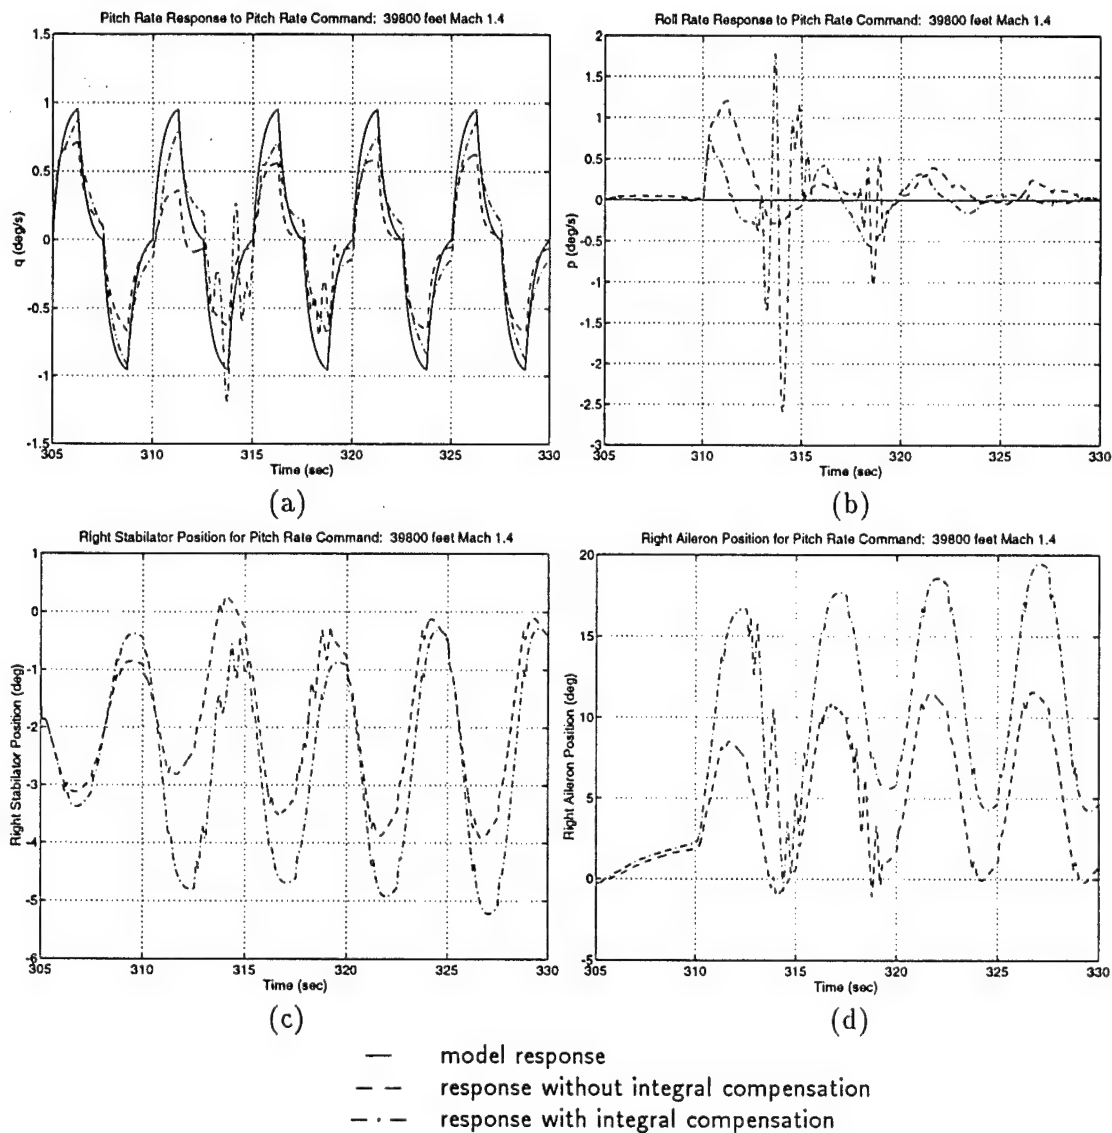 Pitch Rate Response to Pitch Rate Command: 39800 feet Mach 1.4
1.5
1
0.5
0
-0.5
-1
-1.5
q (deg/s)
305 310 315 320 325 330
Time (sec)
(a)
Roll Rate Response to Pitch Rate Command: 39800 feet Mach 1.4
2
1.5
1
0.5
0
-0.5
-1
-1.5
-2
-2.5
-3
p (deg/s)
305 310 315 320 325 330
Time (sec)
(b)
Right Stabilator Position for Pitch Rate Command: 39800 feet Mach 1.4
1
0
-1
-2
-3
-4
-5
-6
Right Stabilator Position (deg)
305 310 315 320 325 330
Time (sec)
(c)
Right Aileron Position for Pitch Rate Command: 39800 feet Mach 1.4
20
15
10
5
0
-5
Right Aileron Position (deg)
305 310 315 320 325 330
Time (sec)
(d)
model response
response without integral compensation
response with integral compensation